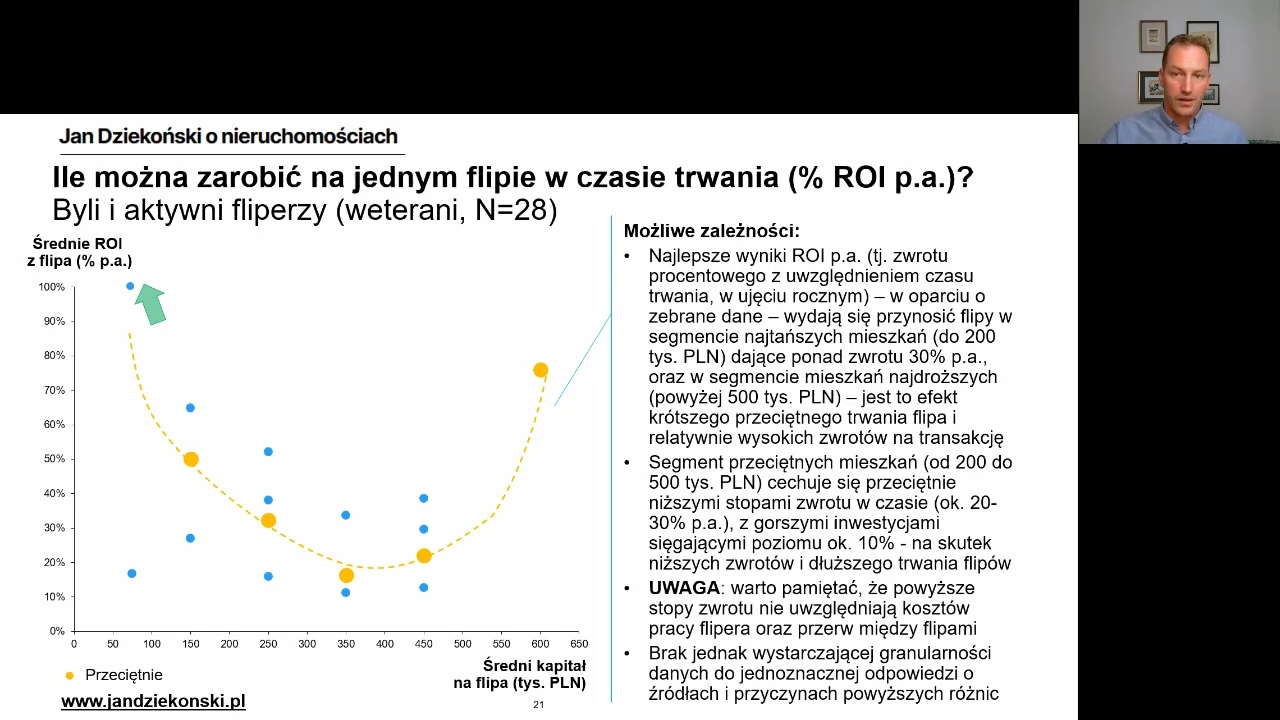 Jan Dziekoński o nieruchomościach
Ile można zarobić na jednym flipie w czasie trwania (% ROI p.a.)?
Byli i aktywni fliperzy (weterani, N=28)
Średnie ROI
z flipa (% p.a.)
100%
90%
80%
70%
60%
50%
40%
30%
20%
10%
0%
0 50 100 150 200 250 300 350 400 450 500 550 600 650
Średni kapitał
na flipa (tys. PLN)
Przeciętnie
www.jandziekonski.pl
Możliwe zależności:
• Najlepsze wyniki ROI p.a. (tj. zwrotu
procentowego z uwzględnieniem czasu
trwania, w ujęciu rocznym) – w oparciu o
zebrane dane – wydają się przynosić flipy w
segmencie najtańszych mieszkań (do 200
tys. PLN) dające ponad zwrotu 30% p.a.,
oraz w segmencie mieszkań najdroższych
(powyżej 500 tys. PLN) – jest to efekt
krótszego przeciętnego trwania flipa i
relatywnie wysokich zwrotów na transakcję
• Segment przeciętnych mieszkań (od 200 do
500 tys. PLN) cechuje się przeciętnie
niższymi stopami zwrotu w czasie (ok. 20-
30% p.a.), z gorszymi inwestycjami
sięgającymi poziomu ok. 10% - na skutek
niższych zwrotów i dłuższego trwania flipów
• UWAGA: warto pamiętać, że powyższe
stopy zwrotu nie uwzględniają kosztów
pracy flipera oraz przerw między flipami
• Brak jednak wystarczającej granularności
danych do jednoznacznej odpowiedzi o
źródłach i przyczynach powyższych różnic
21